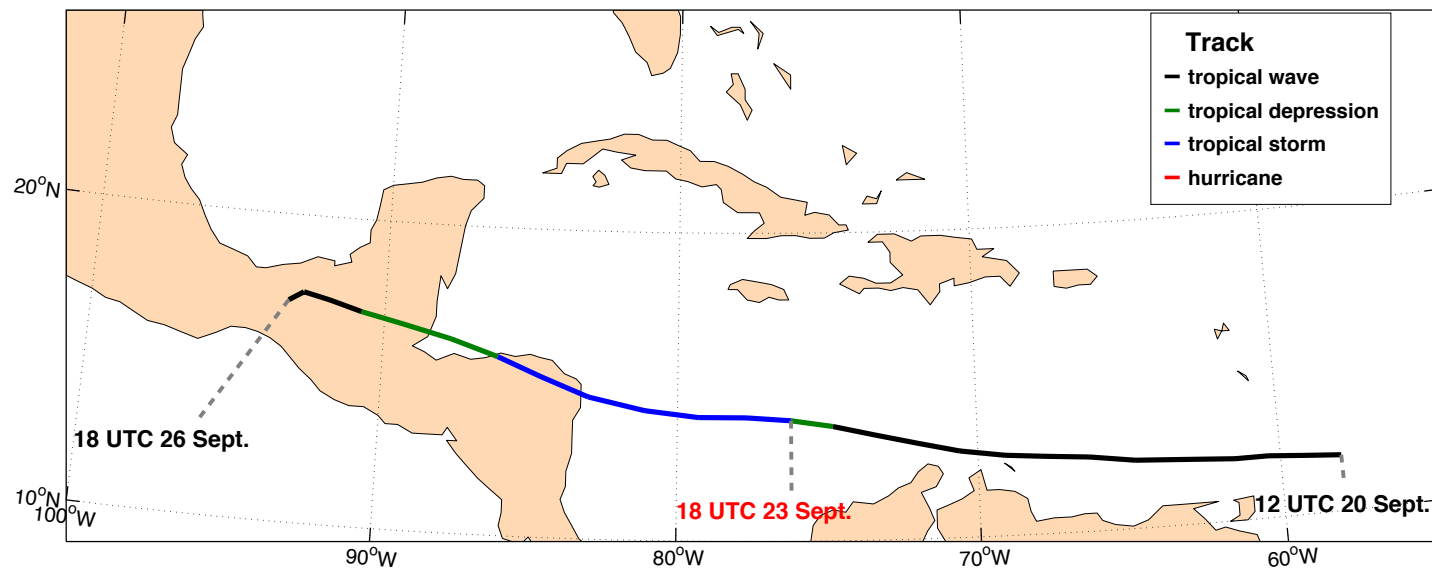 Track
tropical wave
tropical depression
tropical storm
hurricane
20°N
18 UTC 26 Sept.
10°N
100°W
18 UTC 23 Sept.
12 UTC 20 Sept.
90°W
80°W
70°W
60°W